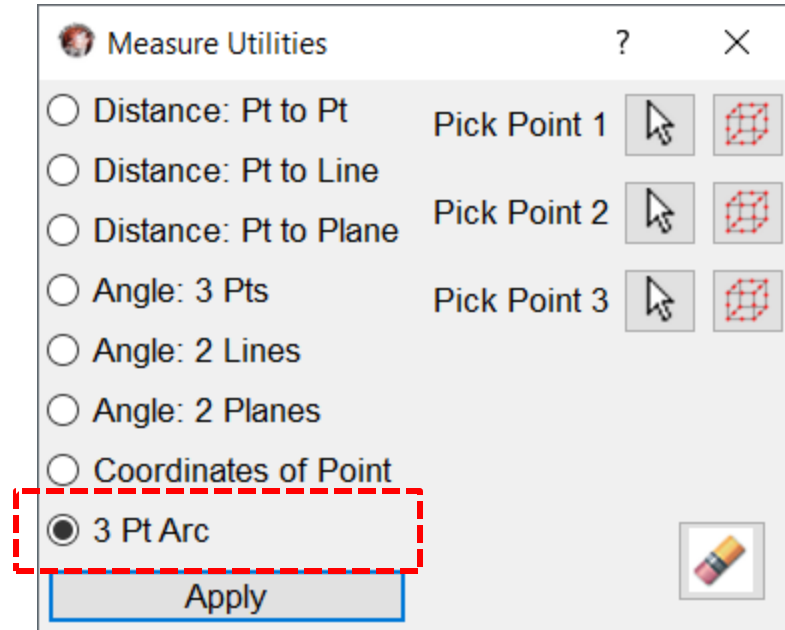 Measure Utilities ?
Distance: Pt to Pt
Distance: Pt to Line
Distance: Pt to Plane
Angle: 3 Pts
Angle: 2 Lines
Angle: 2 Planes
Coordinates of Point
3 Pt Arc
Apply
Pick Point 1
Pick Point 2
Pick Point 3